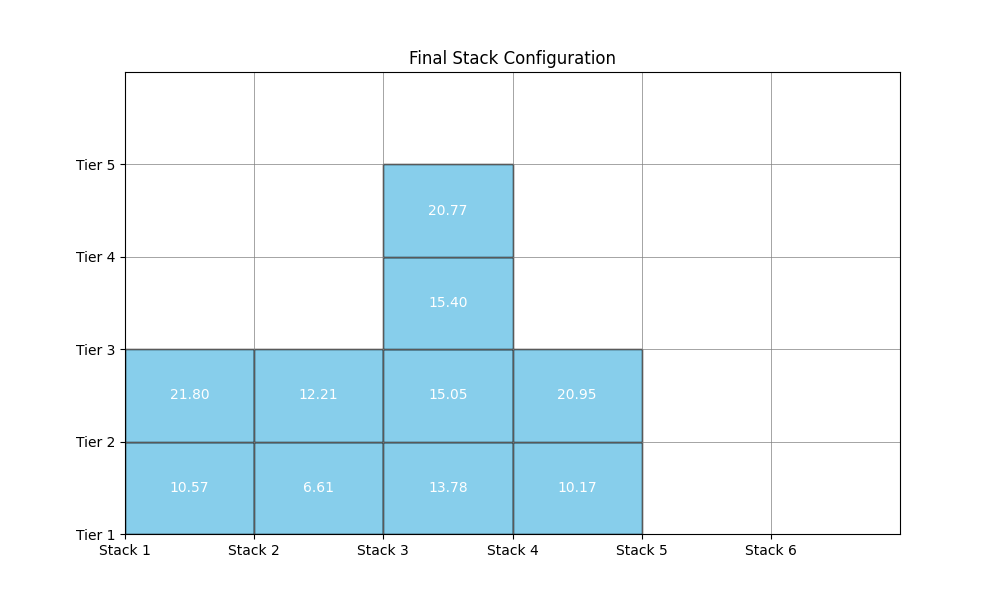 Final Stack Configuration
Tier 5
20.77
Tier 4
15.40
Tier 3
21.80 12.21 15.05 20.95
Tier 2
10.57 6.61 13.78 10.17
Tier 1
Stack 1 Stack 2 Stack 3 Stack 4 Stack 5 Stack 6